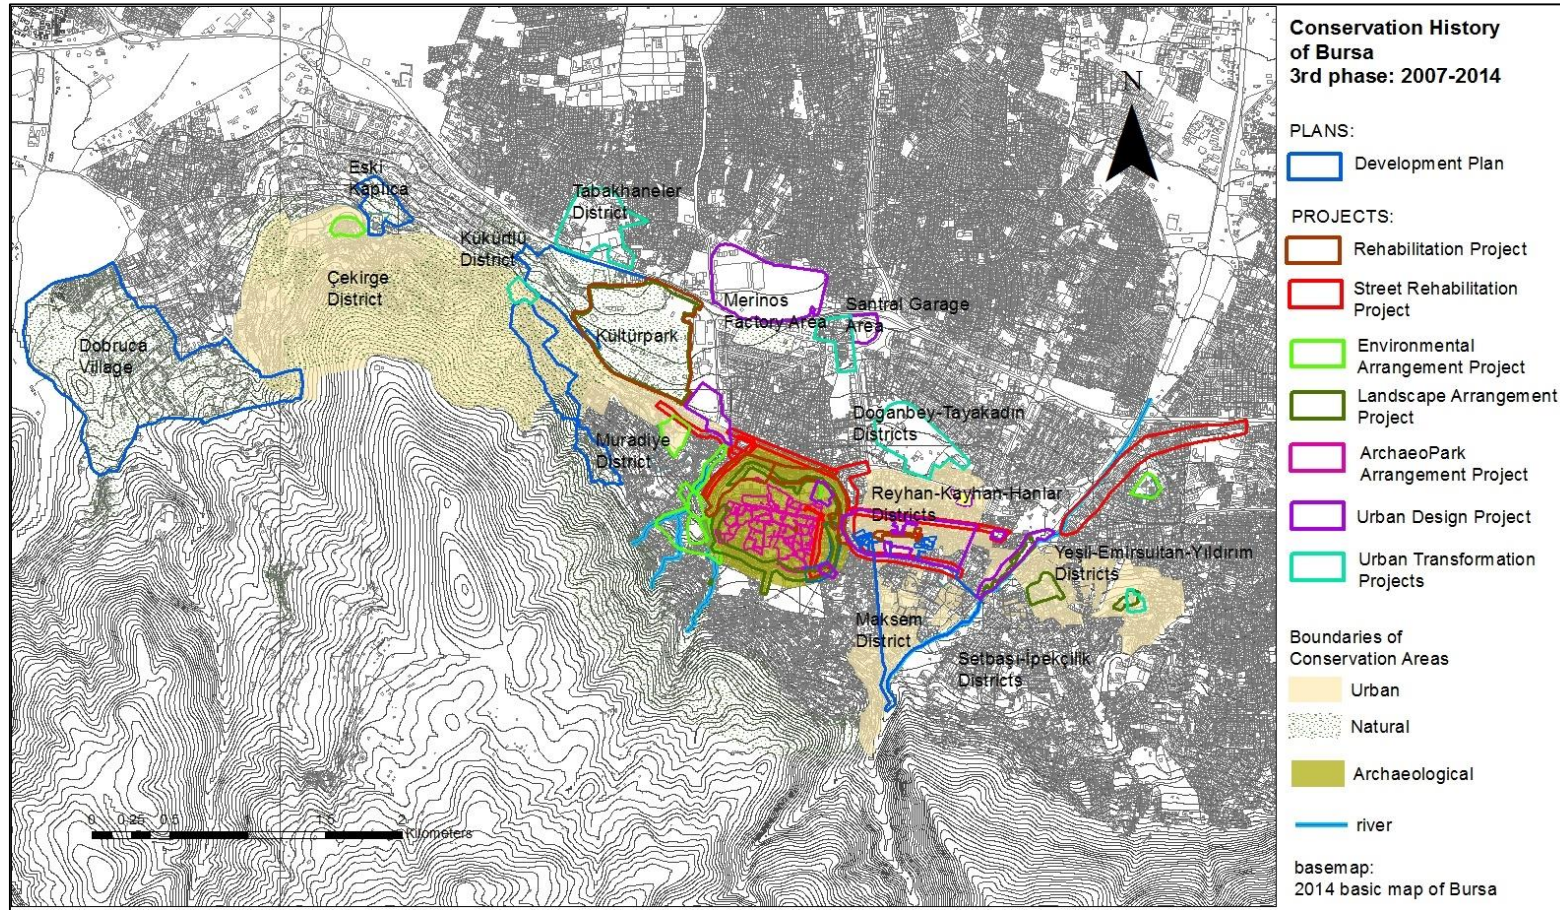 Conservation History
of Bursa
3rd phase: 2007-2014
N
PLANS:
Development Plan
PROJECTS:
Rehabilitation Project
Street Rehabilitation
Project
Environmental
Arrangement Project
Landscape Arrangement
Project
ArchaeoPark
Arrangement Project
Urban Design Project
Urban Transformation
Projects
Boundaries of
Conservation Areas
Urban
Natural
Archaeological
river
basemap:
2014 basic map of Bursa
Eski
Kaplıca
Tabakhaneler
District
Kükürtlü
District
Çekirge
District
Merinos
Factory Area
Santral Garage
Area
Kültürpark
Dobruca
Village
Doğanbey-Tayakadın
Districts
Muradiye
District
Reyhan-Kayhan-Hanlar
Districts
Yeşil-Emirsultan-Yıldırım
Districts
Maksem
District
Setbaşı-İpekçilik
Districts
0 0,25 0,5 1 1,5 2
Kilometers